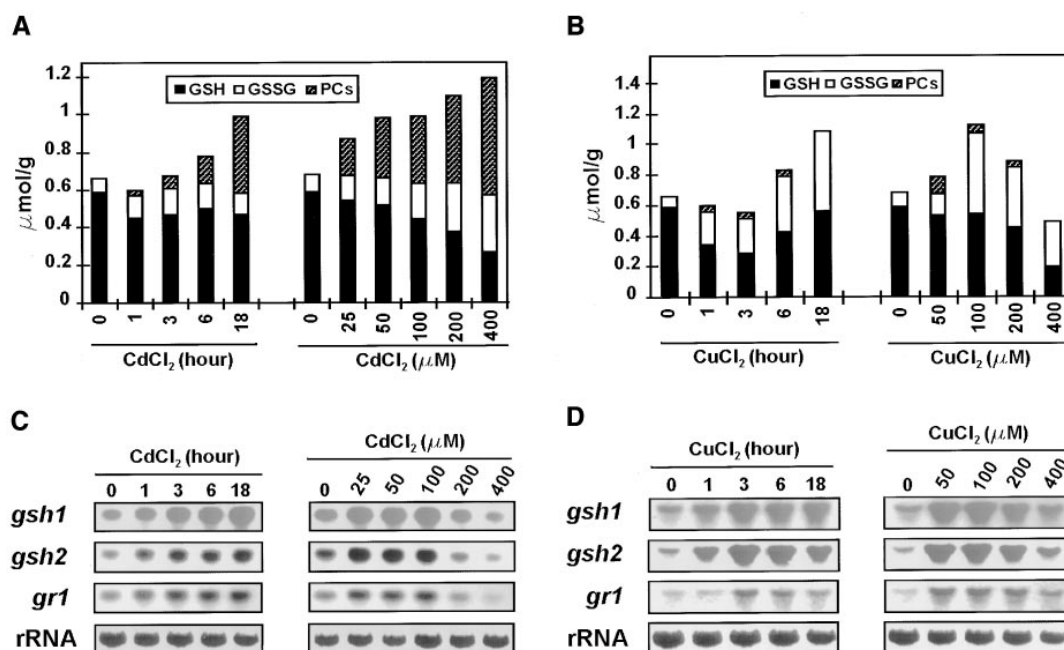 A
1.2
1
0.8
0.6
0.4
0.2
0
μmol/g
GSH GSSG PCs
0 1 3 6 18
CdCl₂ (hour)
0 25 50 100 200 400
CdCl₂ (μM)
B
1.4
1.2
1
0.8
0.6
0.4
0.2
0
μmol/g
GSH GSSG PCs
0 1 3 6 18
CuCl₂ (hour)
0 50 100 200 400
CuCl₂ (μM)
C
CdCl₂ (hour)
0 1 3 6 18
CdCl₂ (μM)
0 25 50 100 200 400
gsh1
gsh2
gr1
rRNA
D
CuCl₂ (hour)
0 1 3 6 18
CuCl₂ (μM)
0 50 100 200 400
gsh1
gsh2
gr1
rRNA